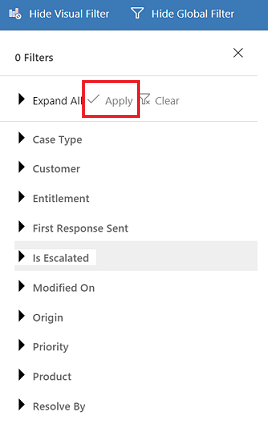 Hide Visual Filter Hide Global Filter
0 Filters
Expand All Apply Clear
Case Type
Customer
Entitlement
First Response Sent
Is Escalated
Modified On
Origin
Priority
Product
Resolve By